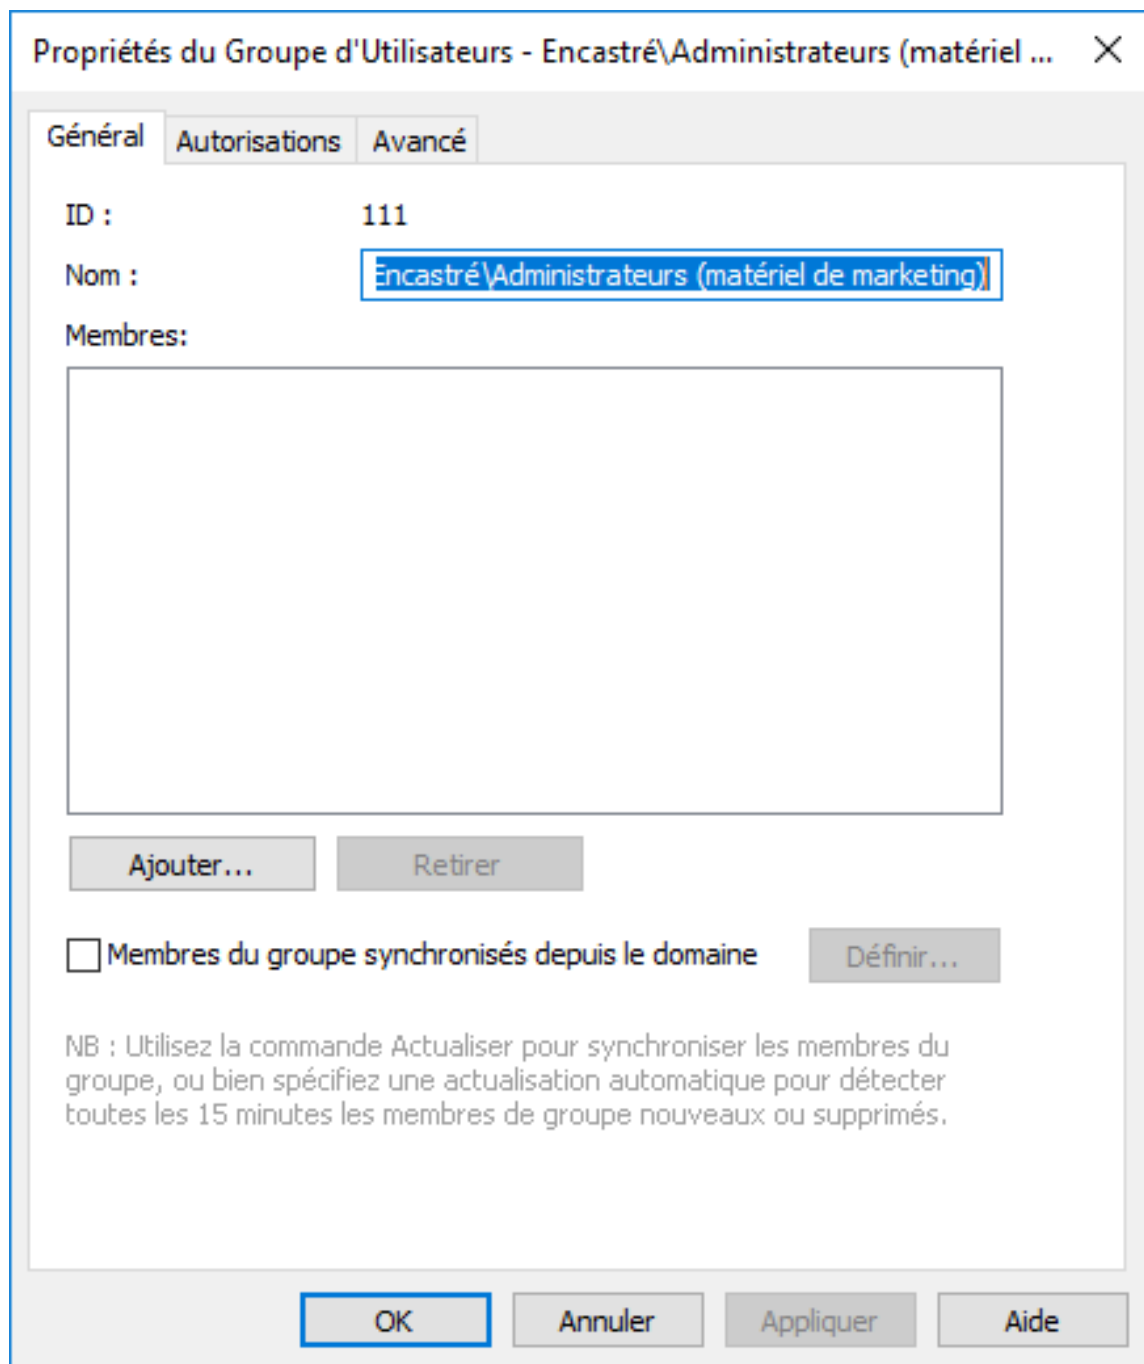 Propriétés du Groupe d'Utilisateurs - Encastré\Administrateurs (matériel ...
Général Autorisations Avancé
ID : 111
Nom : Encastré\Administrateurs (matériel de marketing)
Membres:
Ajouter... Retirer
Membres du groupe synchronisés depuis le domaine Définir...
NB : Utilisez la commande Actualiser pour synchroniser les membres du
groupe, ou bien spécifiez une actualisation automatique pour détecter
toutes les 15 minutes les membres de groupe nouveaux ou supprimés.
OK Annuler Appliquer Aide